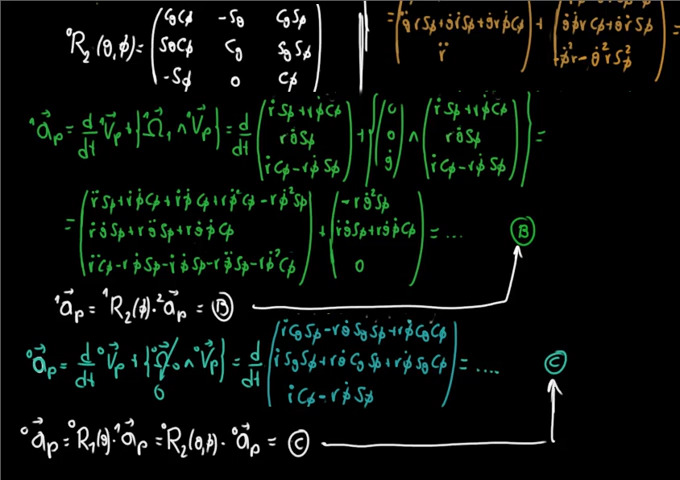 ⁰R₂(θ,ϕ) = ( CθCϕ  -Sθ  CθSϕ
SθCϕ  Cθ  SθSϕ
-Sϕ  0  Cϕ )
= ( θ̈rSϕ+θ̇ṙSϕ+θ̇rϕ̇Cϕ ) + ( θ̇ϕ̇rCϕ+θ̇ṙSϕ
r̈ ) -ϕ̇²r-θ̇²rSϕ² ) =
¹a⃗ₚ = d/dt ¹V⃗ₚ + {¹Ω⃗₁ ∧ ¹V⃗ₚ} = d/dt ( ṙSϕ+rϕ̇Cϕ
rθ̇Sϕ
ṙCϕ-rϕ̇Sϕ ) + { ( 0
0
θ̇ ) ∧ ( ṙSϕ+rϕ̇Cϕ
rθ̇Sϕ
ṙCϕ-rϕ̇Sϕ ) } =
= ( r̈Sϕ+ṙϕ̇Cϕ+ṙϕ̇Cϕ+rϕ̈Cϕ-rϕ̇²Sϕ
ṙθ̇Sϕ+rθ̈Sϕ+rθ̇ϕ̇Cϕ
r̈Cϕ-ṙϕ̇Sϕ-ṙϕ̇Sϕ-rϕ̈Sϕ-rϕ̇²Cϕ ) + ( -rθ̇²Sϕ
ṙθ̇Sϕ+rθ̇ϕ̇Cϕ
0 ) = ... Ⓑ
¹a⃗ₚ = ¹R₂(ϕ)·²a⃗ₚ = Ⓑ
⁰a⃗ₚ = d/dt ⁰V⃗ₚ + {⁰Ω⃗₀ ∧ ⁰V⃗ₚ} = d/dt ( ṙCθSϕ-rθ̇SθSϕ+rϕ̇CθCϕ
ṙSθSϕ+rθ̇CθSϕ+rϕ̇SθCϕ
ṙCϕ-rϕ̇Sϕ ) = .... Ⓒ
0
⁰a⃗ₚ = ⁰R₁(θ)·¹a⃗ₚ = ⁰R₂(θ,ϕ)·⁰a⃗ₚ = Ⓒ